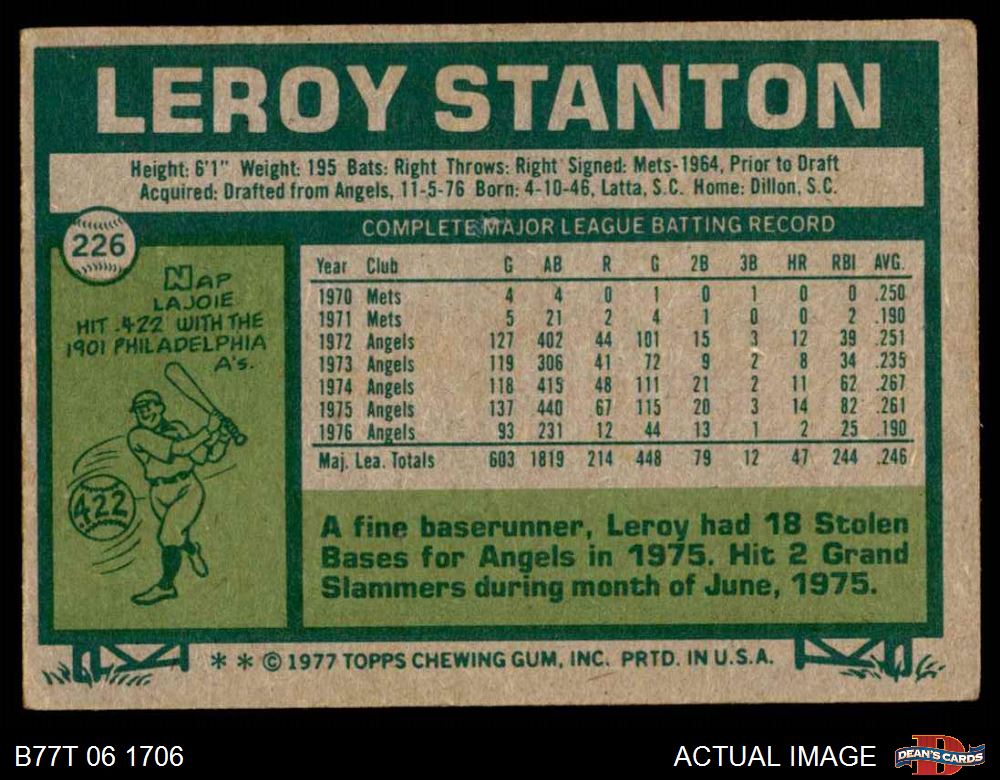 LEROY STANTON
Height: 6'1" Weight: 195 Bats: Right Throws: Right Signed: Mets-1964, Prior to Draft
Acquired: Drafted from Angels, 11-5-76 Born: 4-10-46, Latta, S.C. Home: Dillon, S.C.
226
NAP
LAJOIE
HIT .422 WITH THE
1901 PHILADELPHIA
A's.
.422
COMPLETE MAJOR LEAGUE BATTING RECORD
Year Club G AB R G 2B 3B HR RBI AVG.
1970 Mets 4 4 0 1 0 1 0 0 .250
1971 Mets 5 21 2 4 1 0 0 2 .190
1972 Angels 127 402 44 101 15 3 12 39 .251
1973 Angels 119 306 41 72 9 2 8 34 .235
1974 Angels 118 415 48 111 21 2 11 62 .267
1975 Angels 137 440 67 115 20 3 14 82 .261
1976 Angels 93 231 12 44 13 1 2 25 .190
Maj. Lea. Totals 603 1819 214 448 79 12 47 244 .246
A fine baserunner, Leroy had 18 Stolen
Bases for Angels in 1975. Hit 2 Grand
Slammers during month of June, 1975.
* * © 1977 TOPPS CHEWING GUM, INC. PRTD. IN U.S.A.
B77T 06 1706
ACTUAL IMAGE
D
DEAN'S CARDS